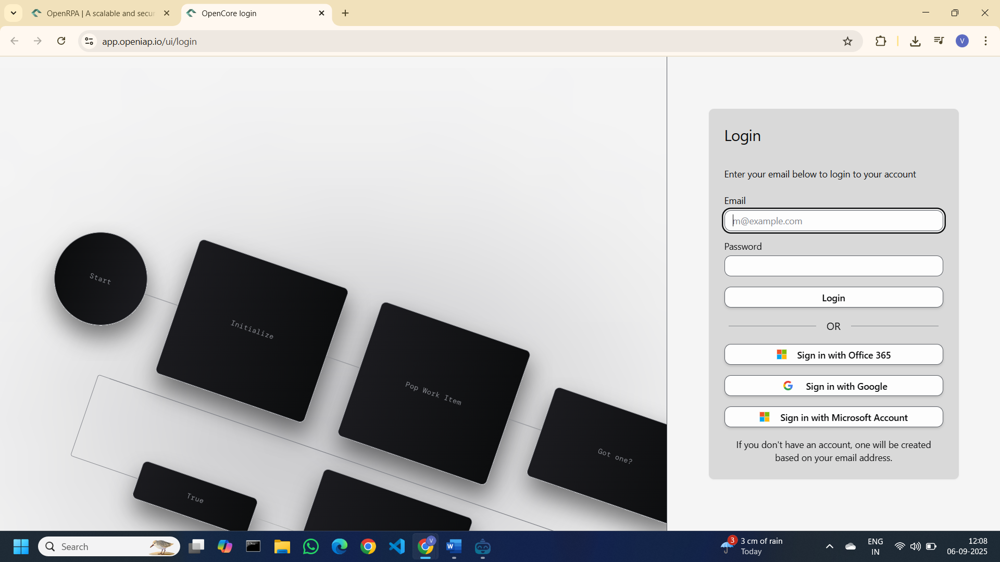 OpenRPA | A scalable and secur
OpenCore login
app.openiap.io/ui/login
V
Start
Initialize
Pop Work Item
Got one?
True
Login
Enter your email below to login to your account
Email
m@example.com
Password
Login
OR
Sign in with Office 365
Sign in with Google
Sign in with Microsoft Account
If you don't have an account, one will be created
based on your email address.
Search
V
3
3 cm of rain
Today
ENG
IN
12:08
06-09-2025